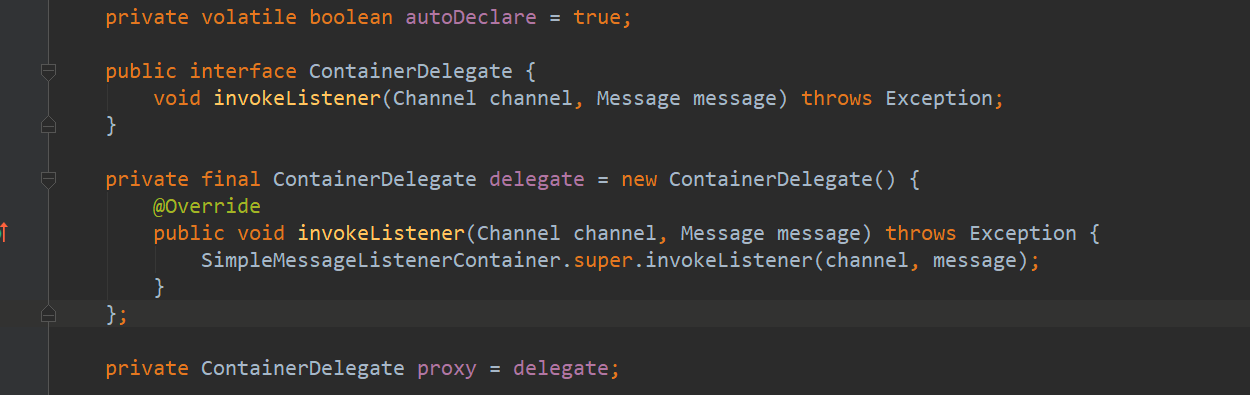 private volatile boolean autoDeclare = true;
public interface ContainerDelegate {
void invokeListener(Channel channel, Message message) throws Exception;
}
private final ContainerDelegate delegate = new ContainerDelegate() {
@Override
public void invokeListener(Channel channel, Message message) throws Exception {
SimpleMessageListenerContainer.super.invokeListener(channel, message);
}
};
private ContainerDelegate proxy = delegate;